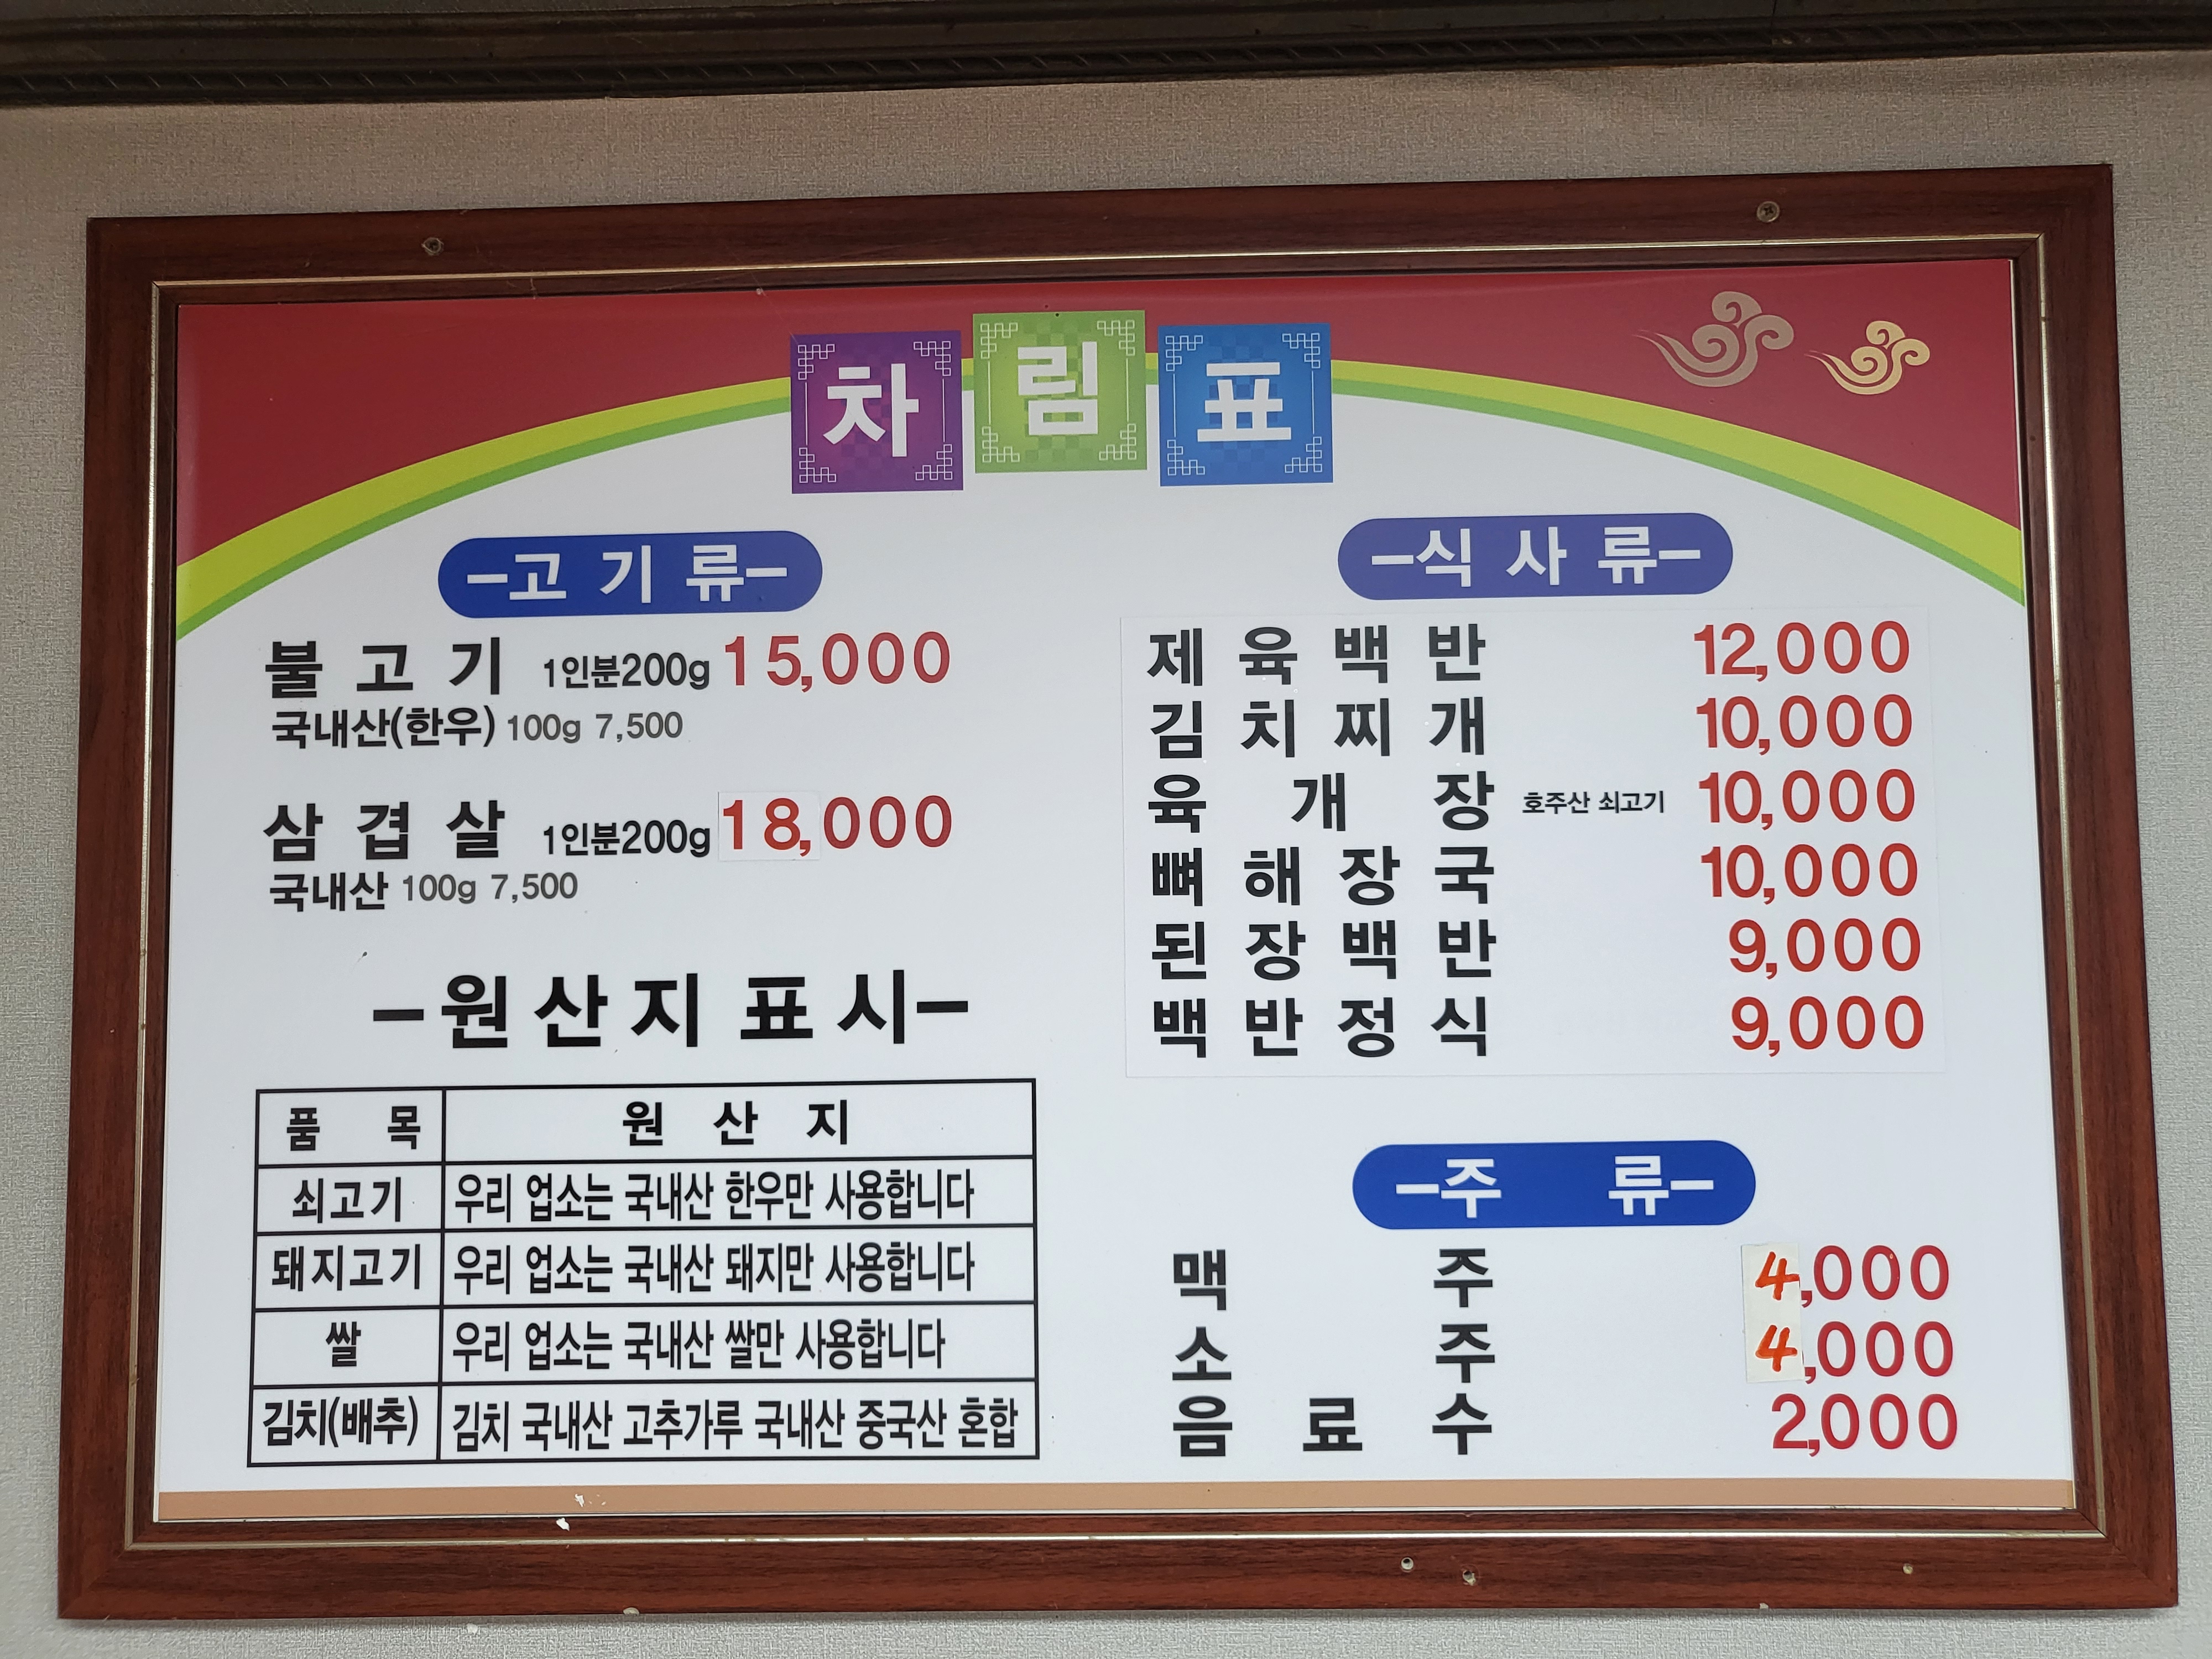 차림표
-고기류-
불고기 1인분200g 15,000
국내산(한우) 100g 7,500
삼겹살 1인분200g 18,000
국내산 100g 7,500
-원산지표시-
품목 원산지
쇠고기 우리 업소는 국내산 한우만 사용합니다
돼지고기 우리 업소는 국내산 돼지만 사용합니다
쌀 우리 업소는 국내산 쌀만 사용합니다
김치(배추) 김치 국내산 고추가루 국내산 중국산 혼합
-식사류-
제육백반 12,000
김치찌개 10,000
육개장 호주산 쇠고기 10,000
뼈해장국 10,000
된장백반 9,000
백반정식 9,000
-주류-
맥주 4,000
소주 4,000
음료수 2,000